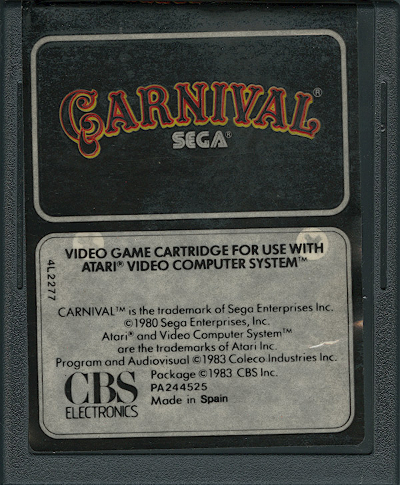 CARNIVAL®
SEGA®
VIDEO GAME CARTRIDGE FOR USE WITH
ATARI® VIDEO COMPUTER SYSTEM™
4L2277
CARNIVAL™ is the trademark of Sega Enterprises Inc.
©1980 Sega Enterprises, Inc.
Atari® and Video Computer System™
are the trademarks of Atari Inc.
Program and Audiovisual ©1983 Coleco Industries Inc.
Package ©1983 CBS Inc.
PA244525
Made in Spain
CBS
ELECTRONICS